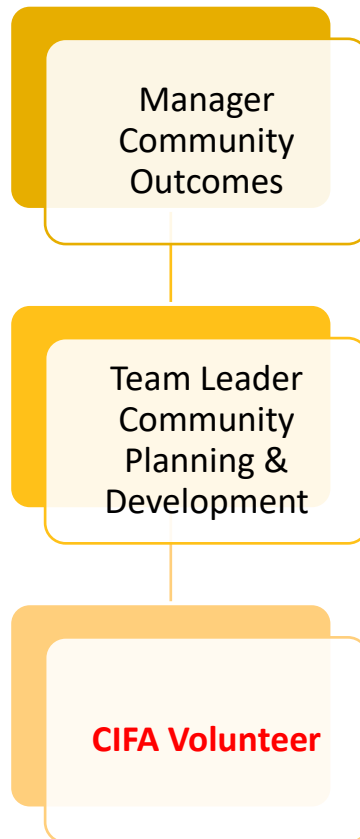 Manager
Community
Outcomes
Team Leader
Community
Planning &
Development
CIFA Volunteer